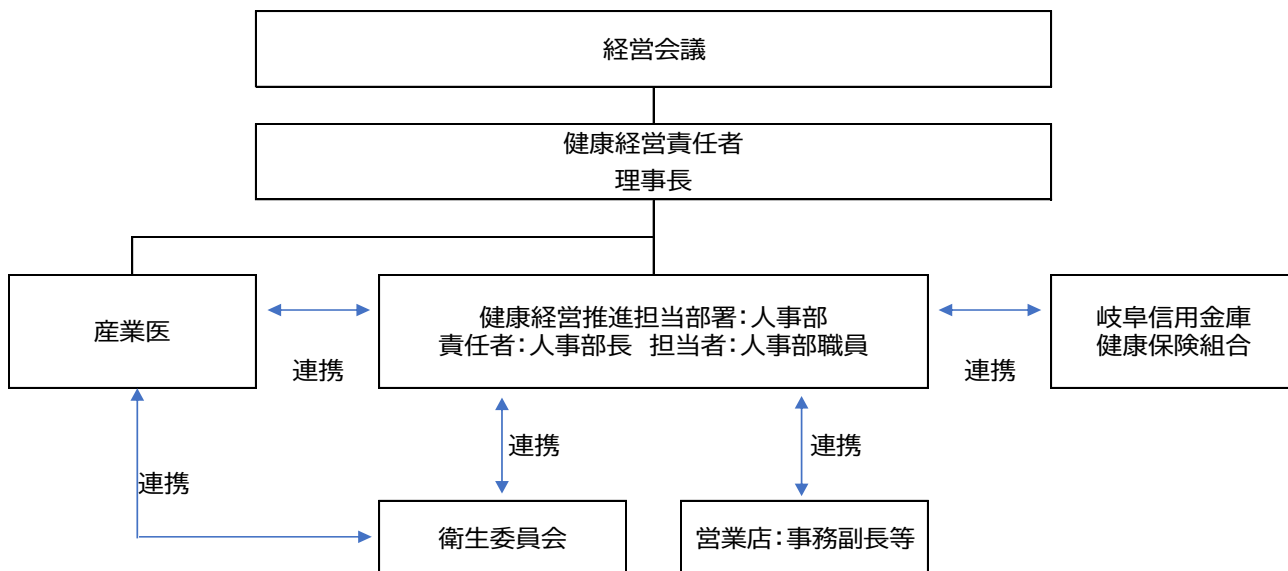 経営会議
健康経営責任者
理事長
産業医
健康経営推進担当部署：人事部
責任者：人事部長　担当者：人事部職員
岐阜信用金庫
健康保険組合
連携
連携
連携
連携
連携
衛生委員会
営業店：事務副長等